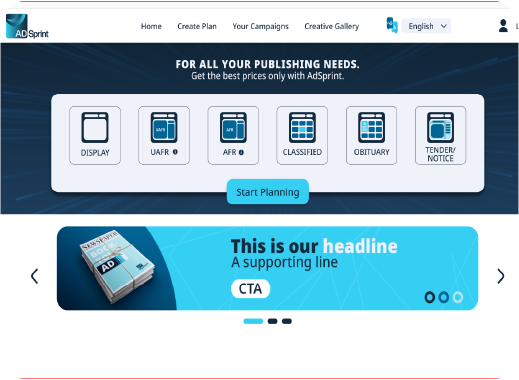 AD Sprint
Home
Create Plan
Your Campaigns
Creative Gallery
English
L
FOR ALL YOUR PUBLISHING NEEDS.
Get the best prices only with AdSprint.
DISPLAY
UAFR
UAFR
AFR
AFR
CLASSIFIED
OBITUARY
TENDER/
NOTICE
Start Planning
NEWSPAPER
AD
This is our headline
A supporting line
CTA